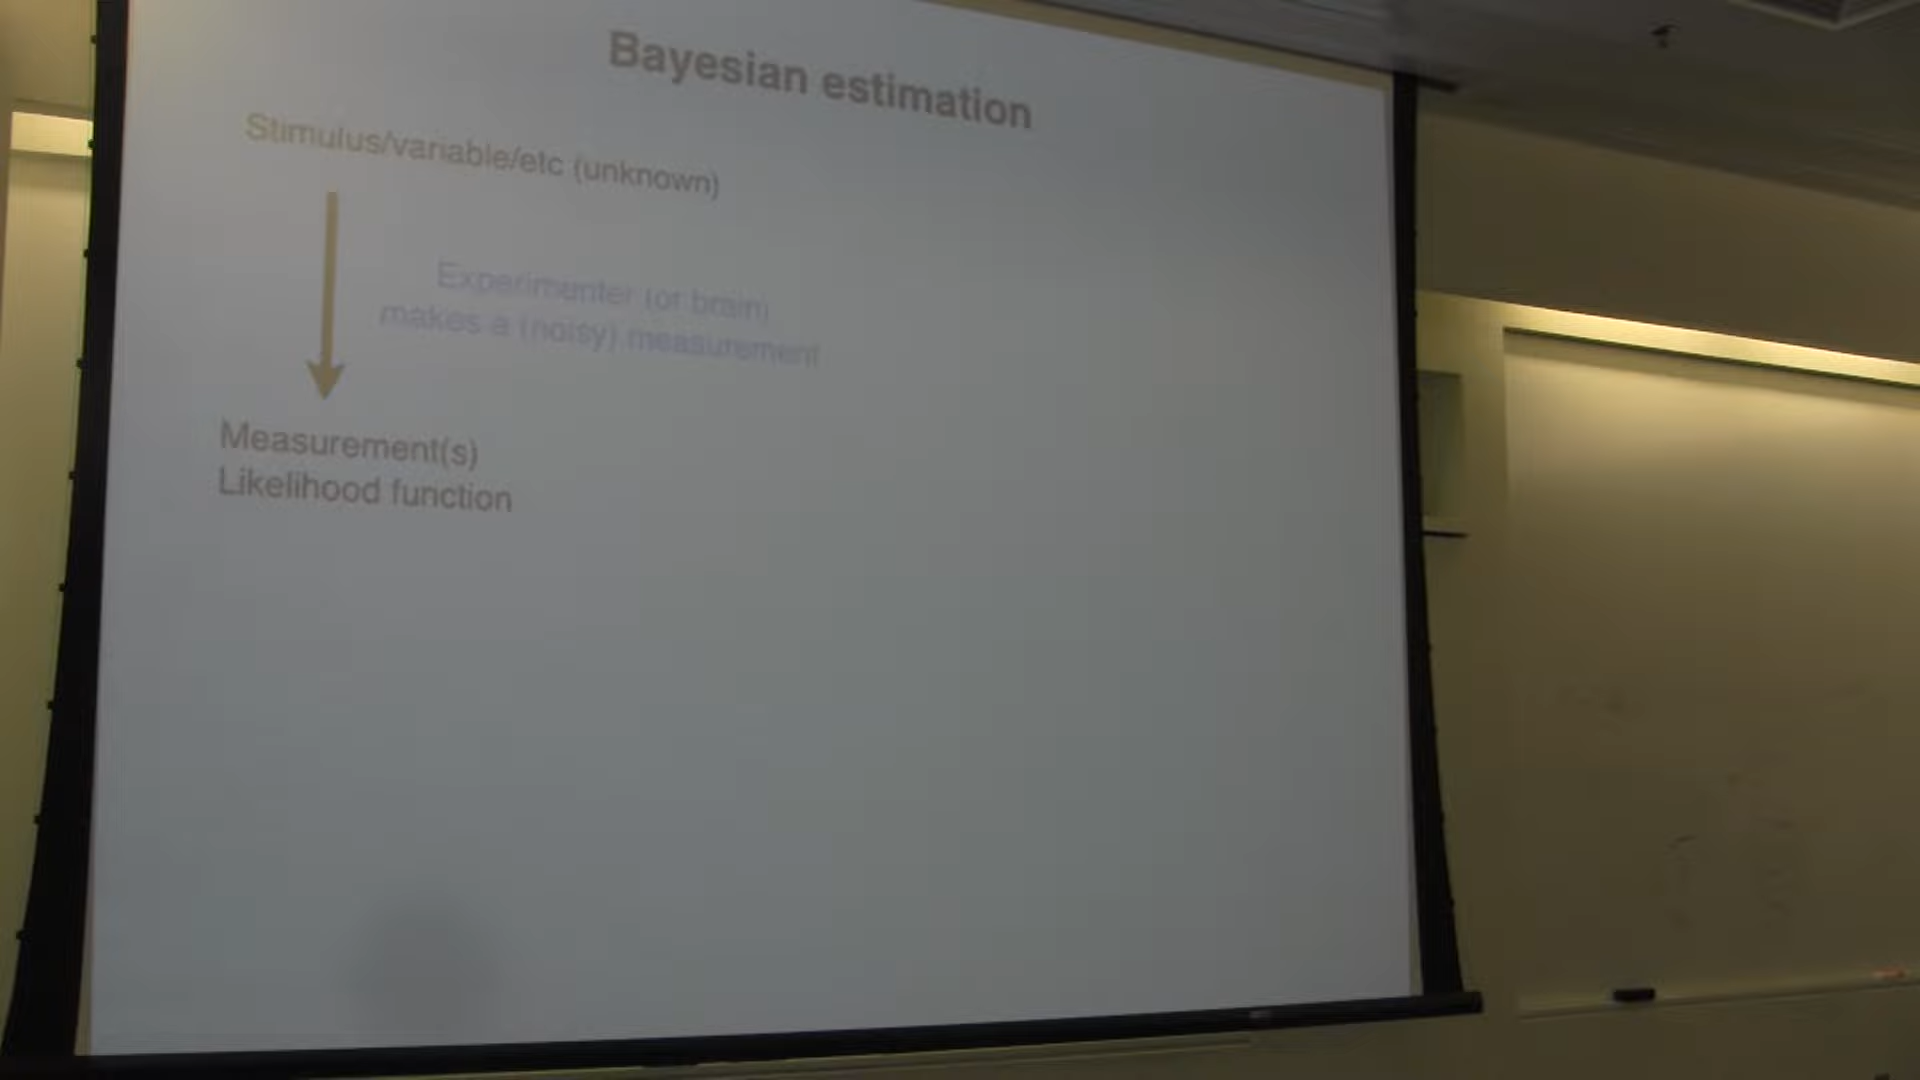 Bayesian estimation
Stimulus/variable/etc (unknown)
Experimenter (or brain)
makes a (noisy) measurement
Measurement(s)
Likelihood function